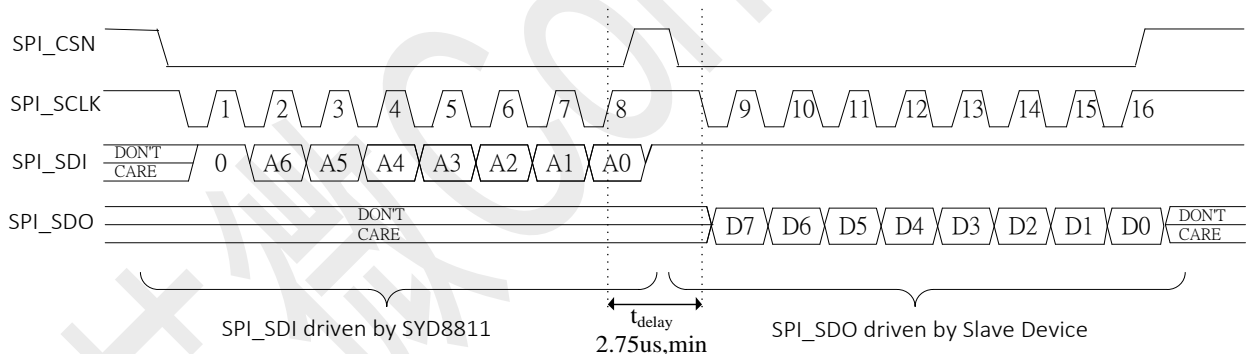 SPI_CSN
SPI_SCLK 1 2 3 4 5 6 7 8 9 10 11 12 13 14 15 16
SPI_SDI DON'T CARE 0 A6 A5 A4 A3 A2 A1 A0
SPI_SDO DON'T CARE D7 D6 D5 D4 D3 D2 D1 D0 DON'T CARE
SPI_SDI driven by SYD8811
tdelay
2.75us,min
SPI_SDO driven by Slave Device